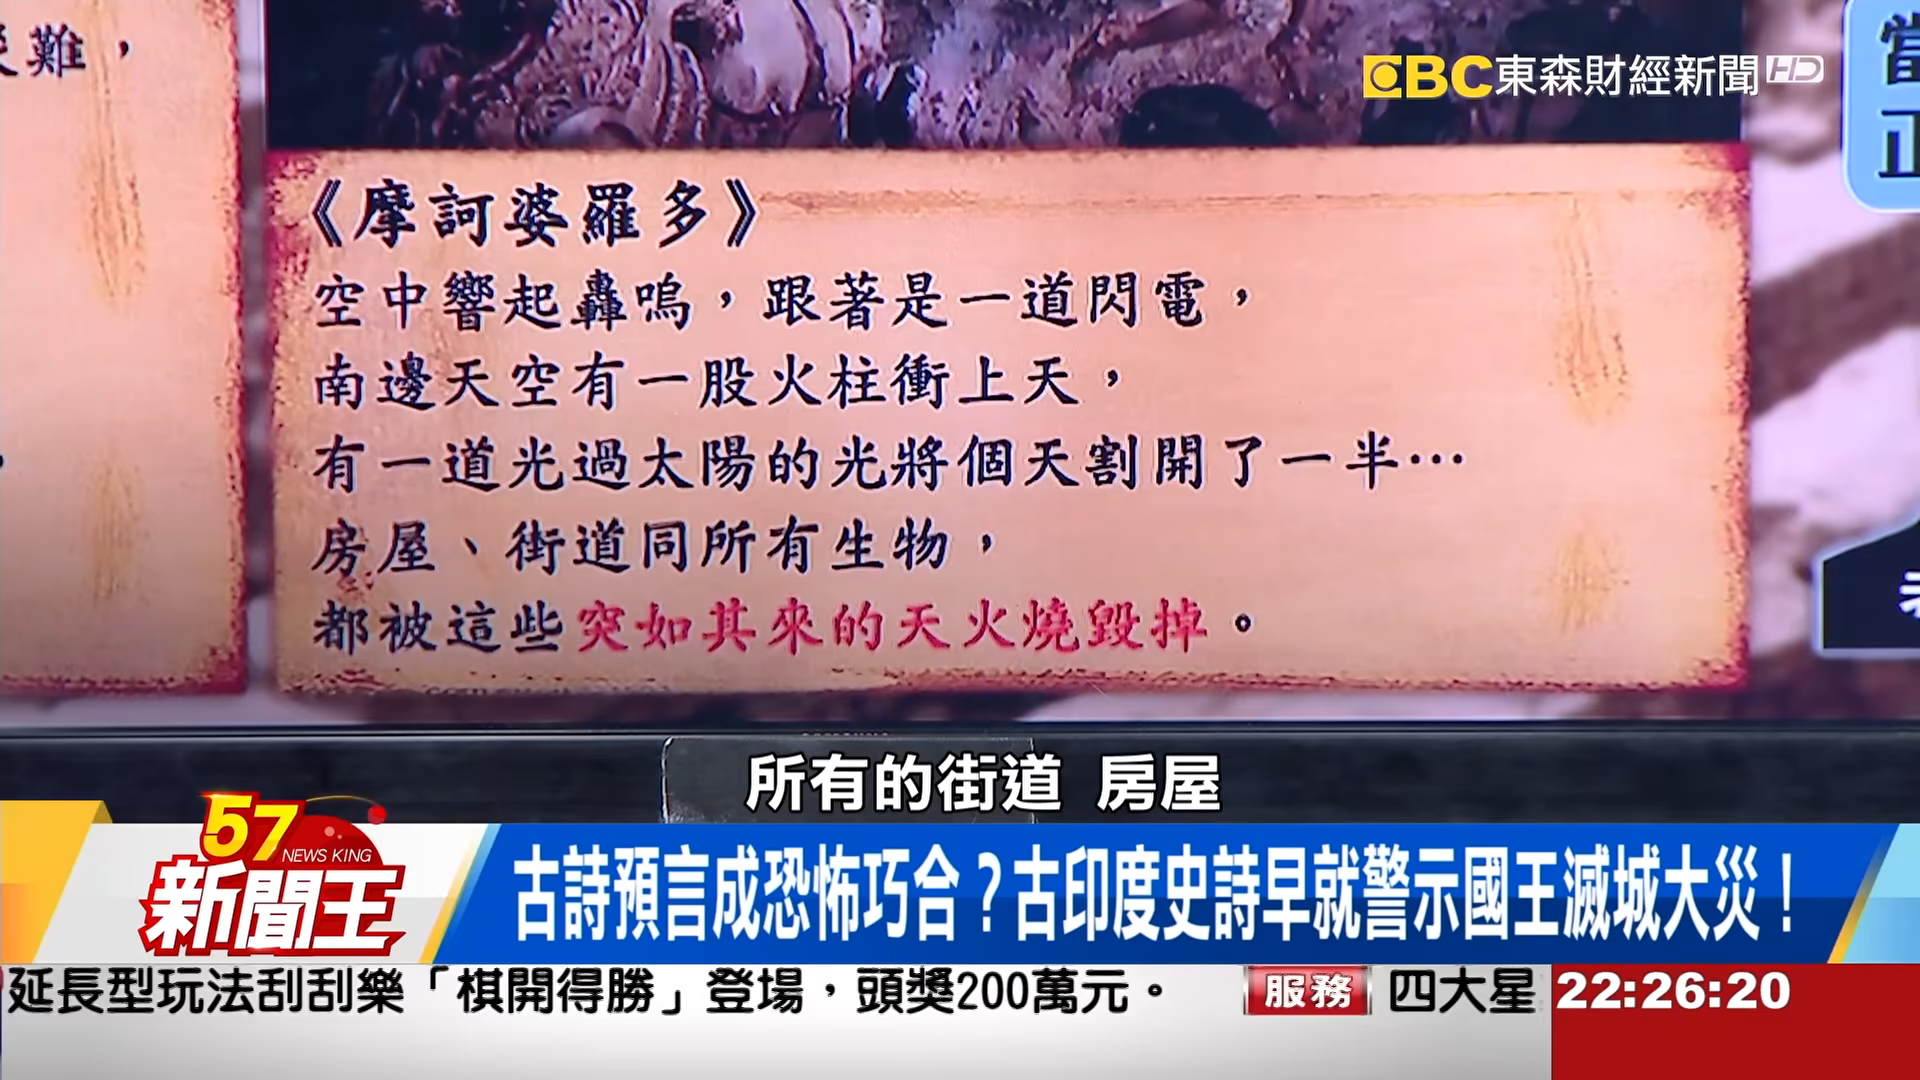 難，
EBC東森財經新聞HD
當
正
《摩訶婆羅多》
空中響起轟嗚，跟著是一道閃電，
南邊天空有一股火柱衝上天，
有一道光過太陽的光將個天割開了一半…
房屋、街道同所有生物，
都被這些突如其來的天火燒毀掉。
所有的街道 房屋
57
NEWS KING
新聞王
古詩預言成恐怖巧合？古印度史詩早就警示國王滅城大災！
延長型玩法刮刮樂「棋開得勝」登場，頭獎200萬元。 服務 四大星 22:26:20